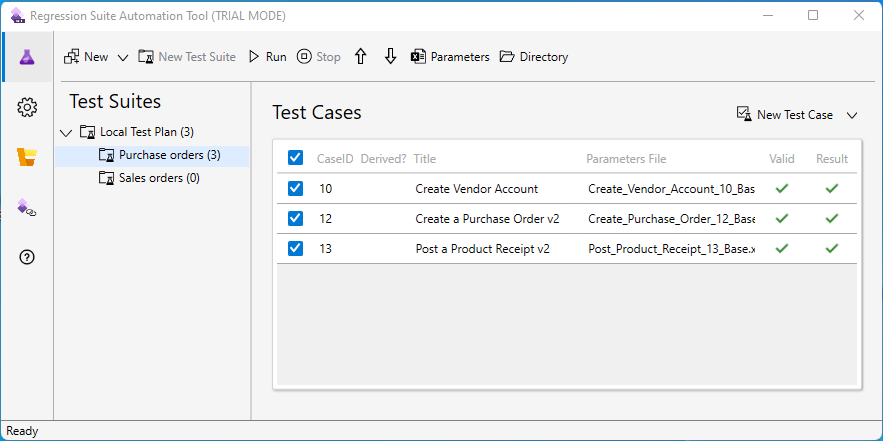 Regression Suite Automation Tool (TRIAL MODE)
New New Test Suite Run Stop Parameters Directory
Test Suites
Local Test Plan (3)
Purchase orders (3)
Sales orders (0)
Test Cases
New Test Case
CaseID Derived? Title Parameters File Valid Result
10 Create Vendor Account Create_Vendor_Account_10_Bas
12 Create a Purchase Order v2 Create_Purchase_Order_12_Base
13 Post a Product Receipt v2 Post_Product_Receipt_13_Base.x
Ready